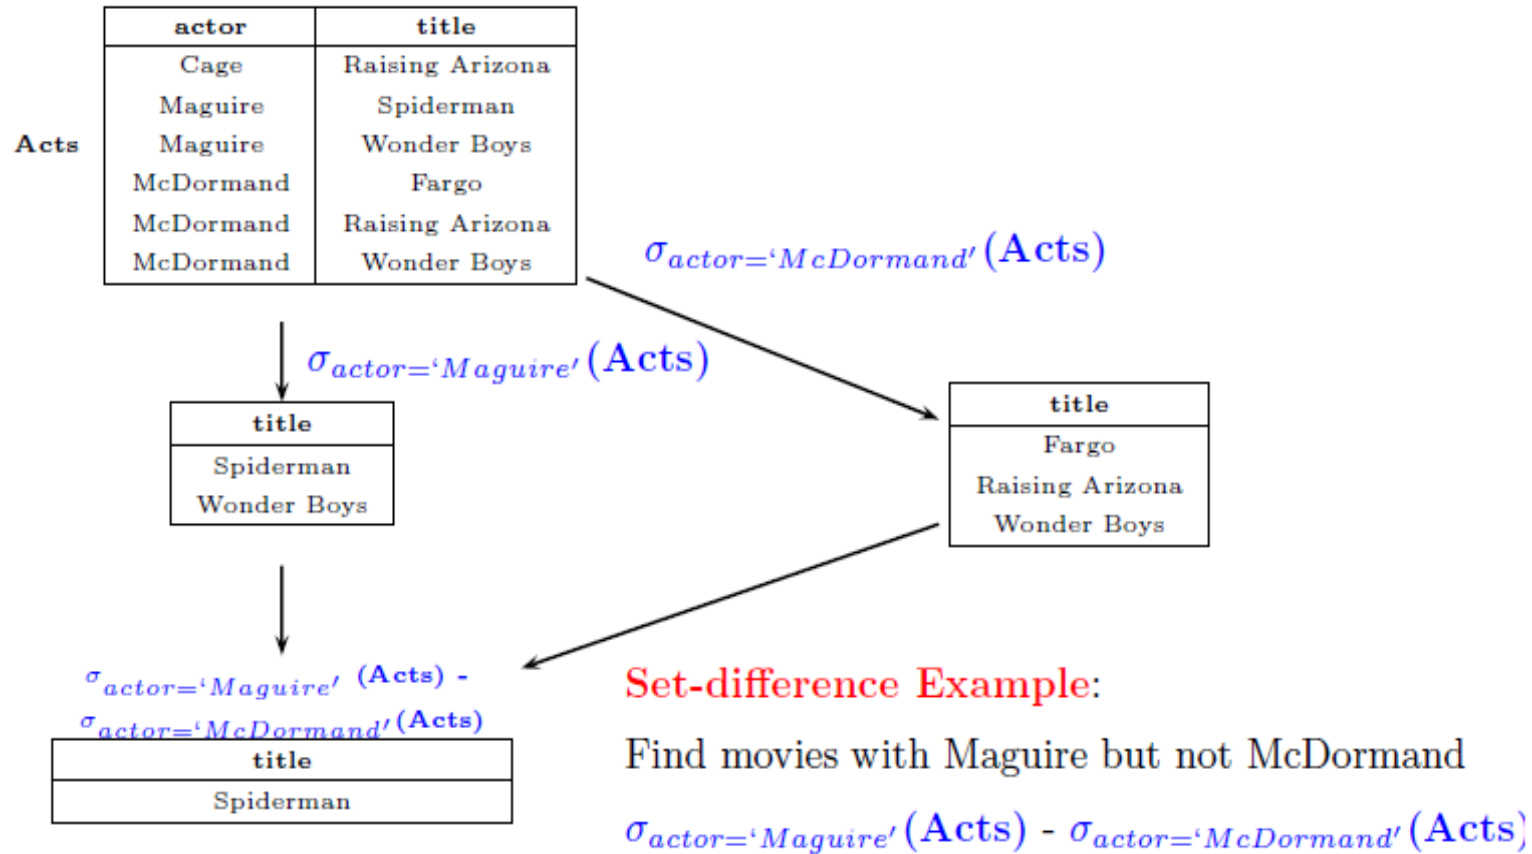 actor title
Cage Raising Arizona
Maguire Spiderman
Acts Maguire Wonder Boys
McDormand Fargo
McDormand Raising Arizona
McDormand Wonder Boys
σactor=‘McDormand′(Acts)
σactor=‘Maguire′(Acts)
title
Spiderman
Wonder Boys
title
Fargo
Raising Arizona
Wonder Boys
σactor=‘Maguire′ (Acts) -
σactor=‘McDormand′(Acts)
title
Spiderman
Set-difference Example:
Find movies with Maguire but not McDormand
σactor=‘Maguire′(Acts) - σactor=‘McDormand′(Acts)